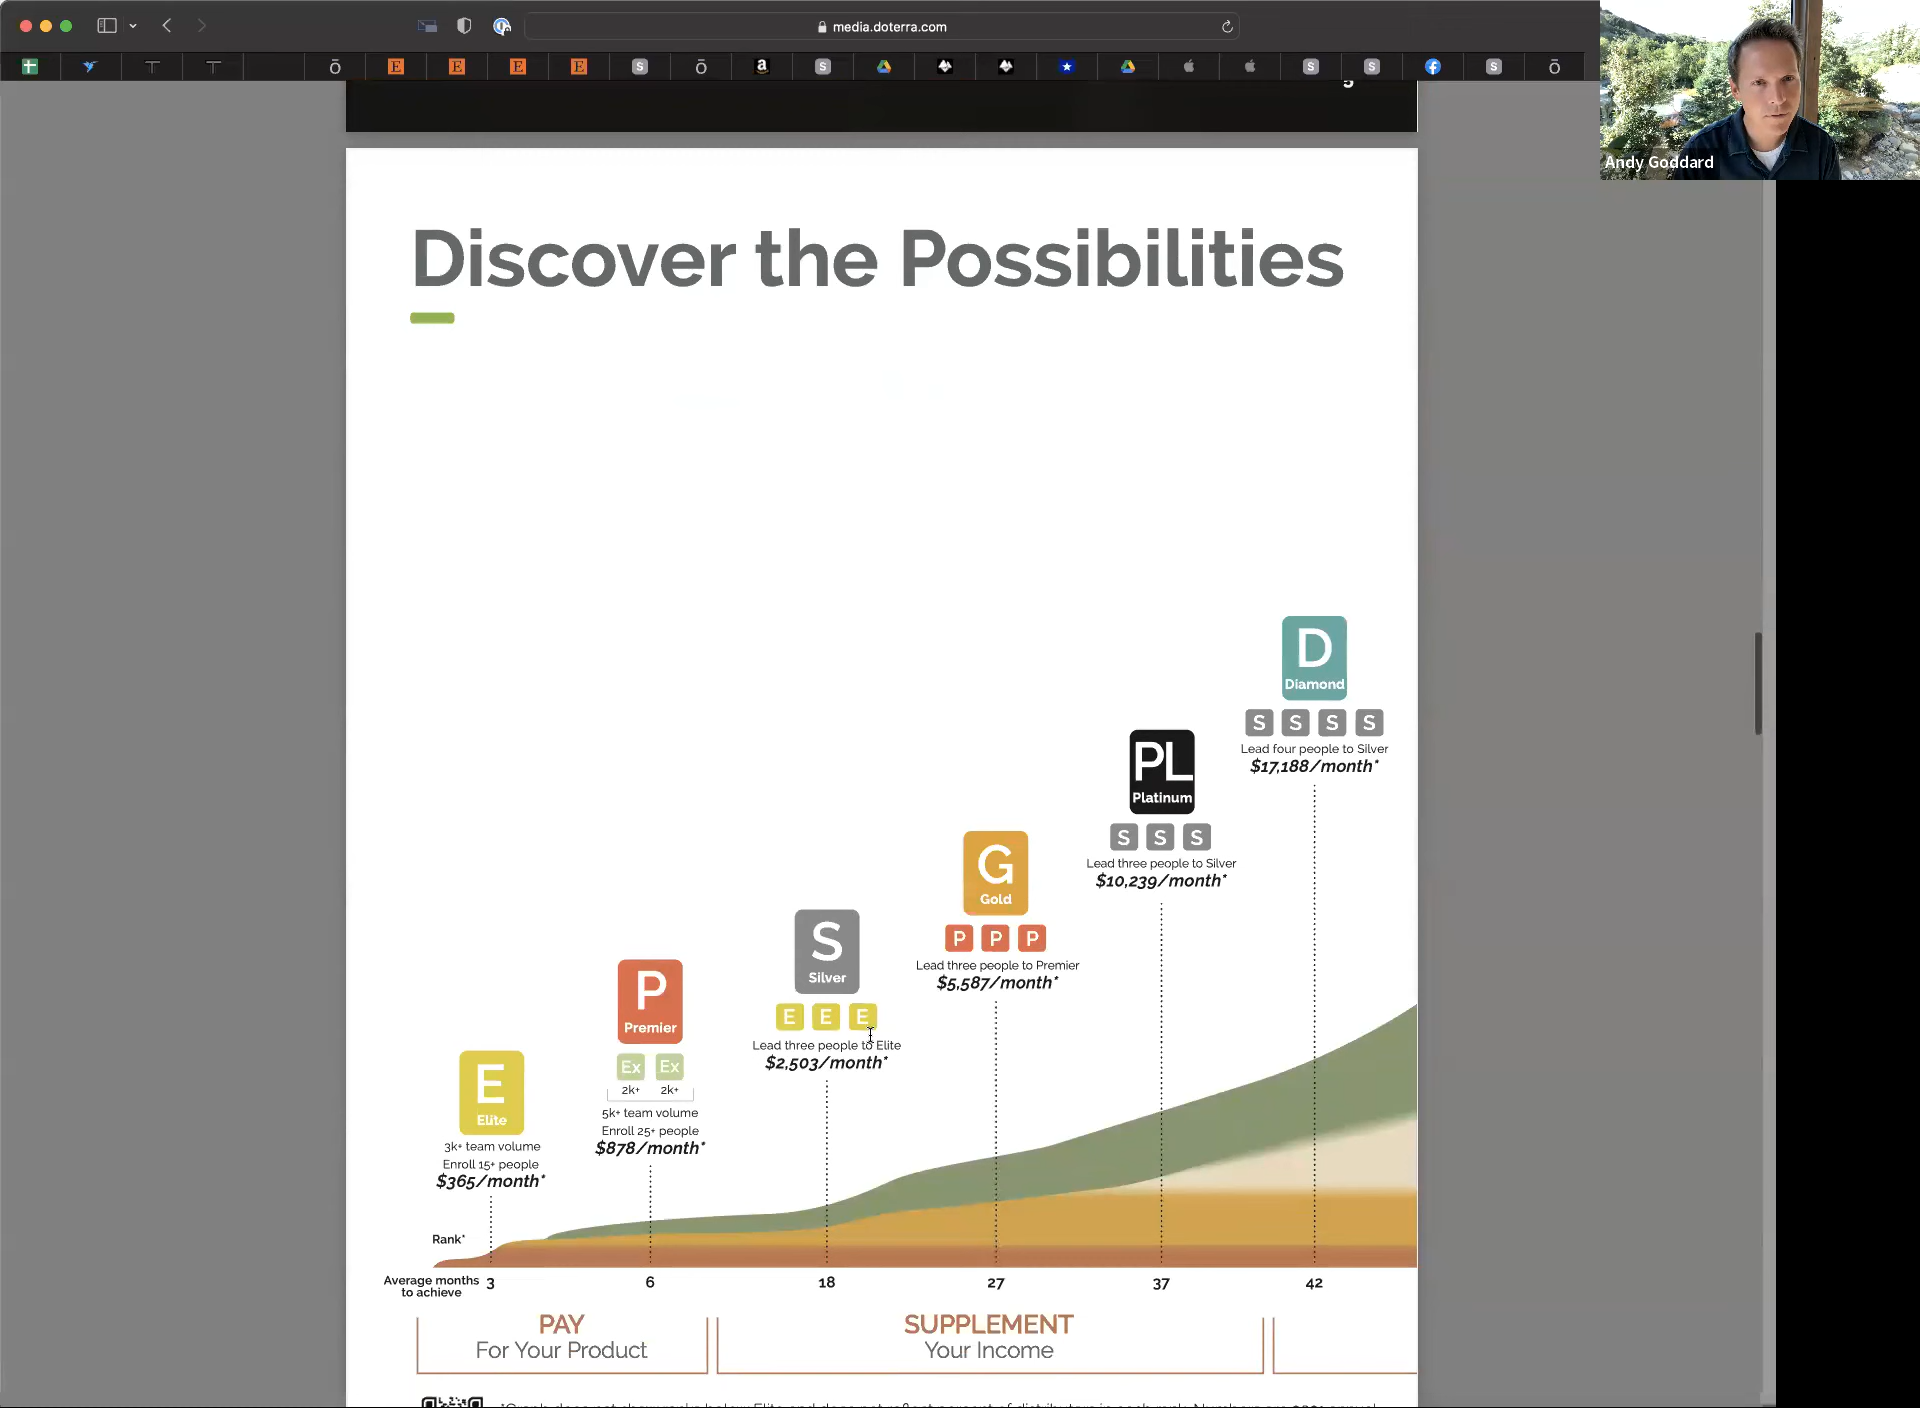 media.doterra.com
Andy Goddard
Discover the Possibilities
D
Diamond
S S S S
Lead four people to Silver
$17,188/month*
PL
Platinum
S S S
Lead three people to Silver
$10,239/month*
G
Gold
P P P
Lead three people to Premier
$5,587/month*
S
Silver
E E E
Lead three people to Elite
$2,503/month*
P
Premier
Ex Ex
2k+ 2k+
5k+ team volume
Enroll 25+ people
$878/month*
E
Elite
3k+ team volume
Enroll 15+ people
$365/month*
Rank*
Average months
to achieve
3 6 18 27 37 42
PAY
For Your Product
SUPPLEMENT
Your Income